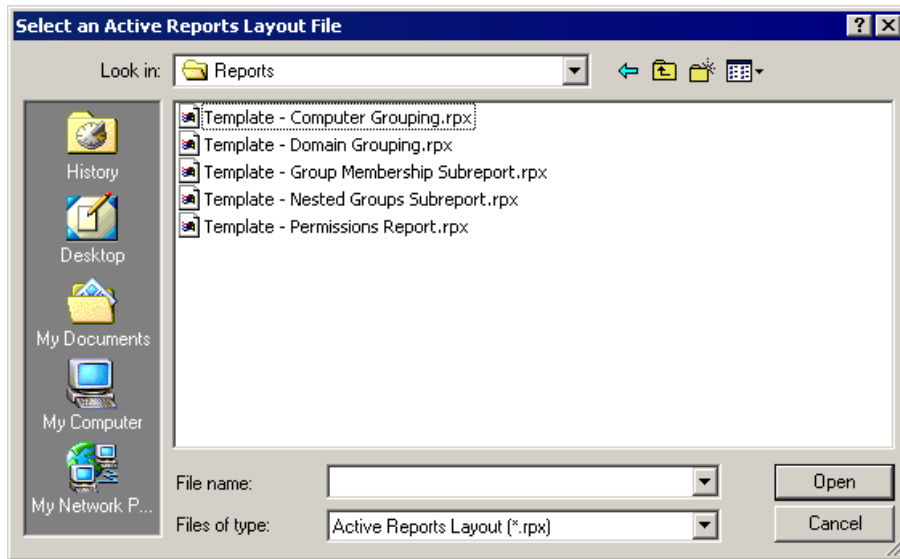 Select an Active Reports Layout File
Look in: Reports
Template - Computer Grouping.rpx
Template - Domain Grouping.rpx
Template - Group Membership Subreport.rpx
Template - Nested Groups Subreport.rpx
Template - Permissions Report.rpx
History
Desktop
My Documents
My Computer
My Network P...
File name:
Open
Files of type: Active Reports Layout (*.rpx)
Cancel